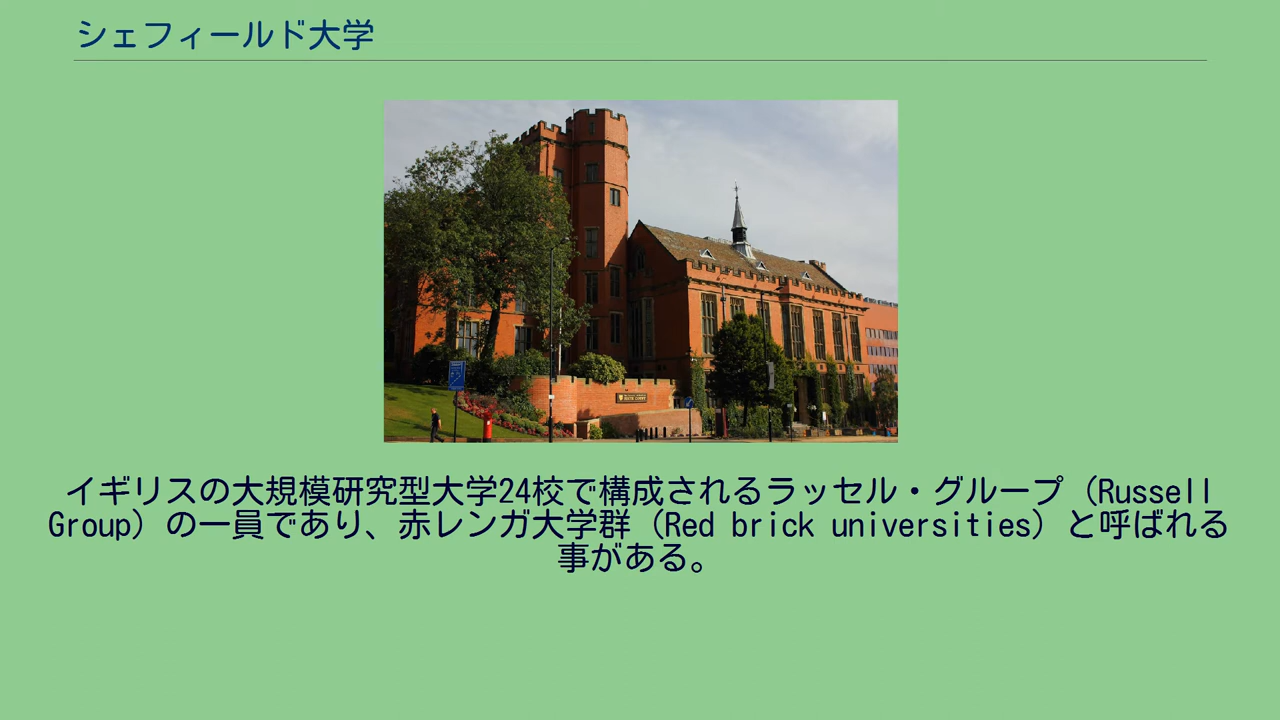 シェフィールド大学
イギリスの大規模研究型大学24校で構成されるラッセル・グループ（Russell
Group）の一員であり、赤レンガ大学群（Red brick universities）と呼ばれる
事がある。